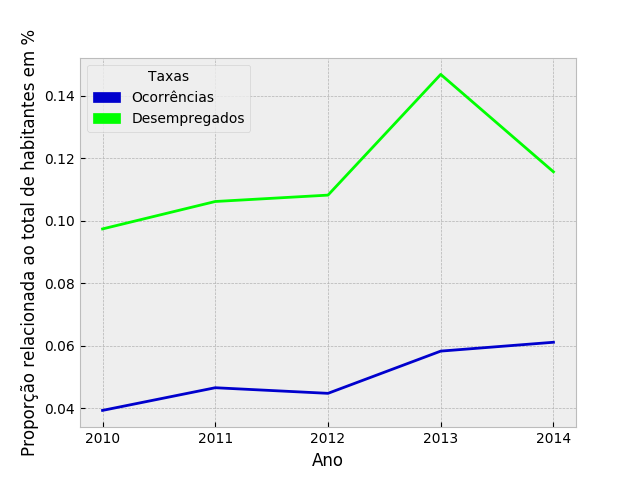 Proporção relacionada ao total de habitantes em %
Taxas
Ocorrências
Desempregados
0.14
0.12
0.10
0.08
0.06
0.04
2010 2011 2012 2013 2014
Ano